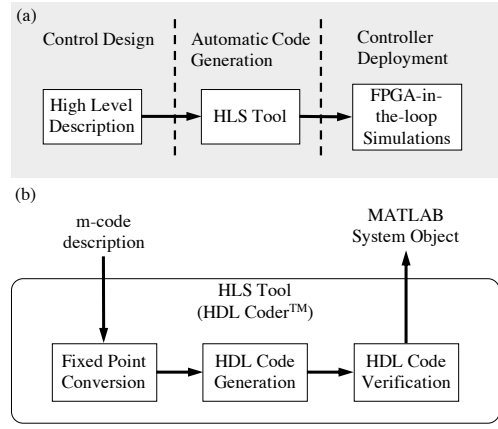 (a)
Control Design
Automatic Code
Generation
Controller
Deployment
High Level
Description
HLS Tool
FPGA-in-
the-loop
Simulations
(b)
m-code
description
MATLAB
System Object
HLS Tool
(HDL Coder™)
Fixed Point
Conversion
HDL Code
Generation
HDL Code
Verification